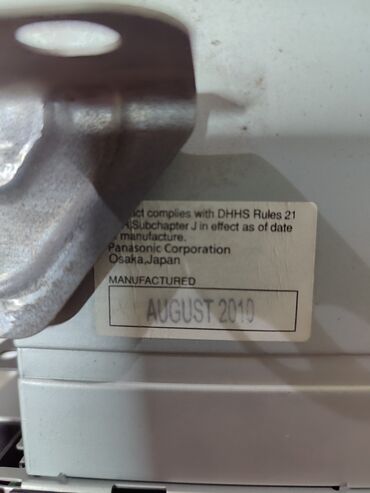 complies with DHHS Rules 21
Subchapter J in effect as of date
manufacture.
Panasonic Corporation
Osaka,Japan
MANUFACTURED
AUGUST 2010